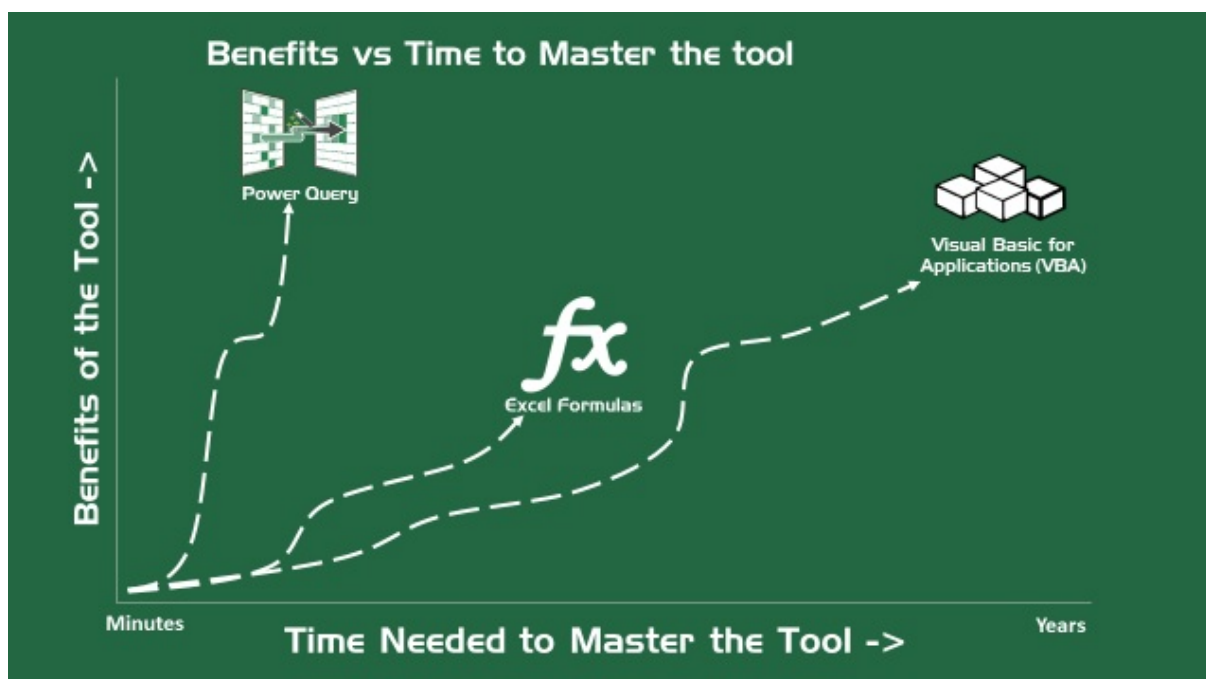 Benefits vs Time to Master the tool
Benefits of the Tool ->
Power Query
Visual Basic for
Applications (VBA)
fx
Excel Formulas
Minutes
Years
Time Needed to Master the Tool ->